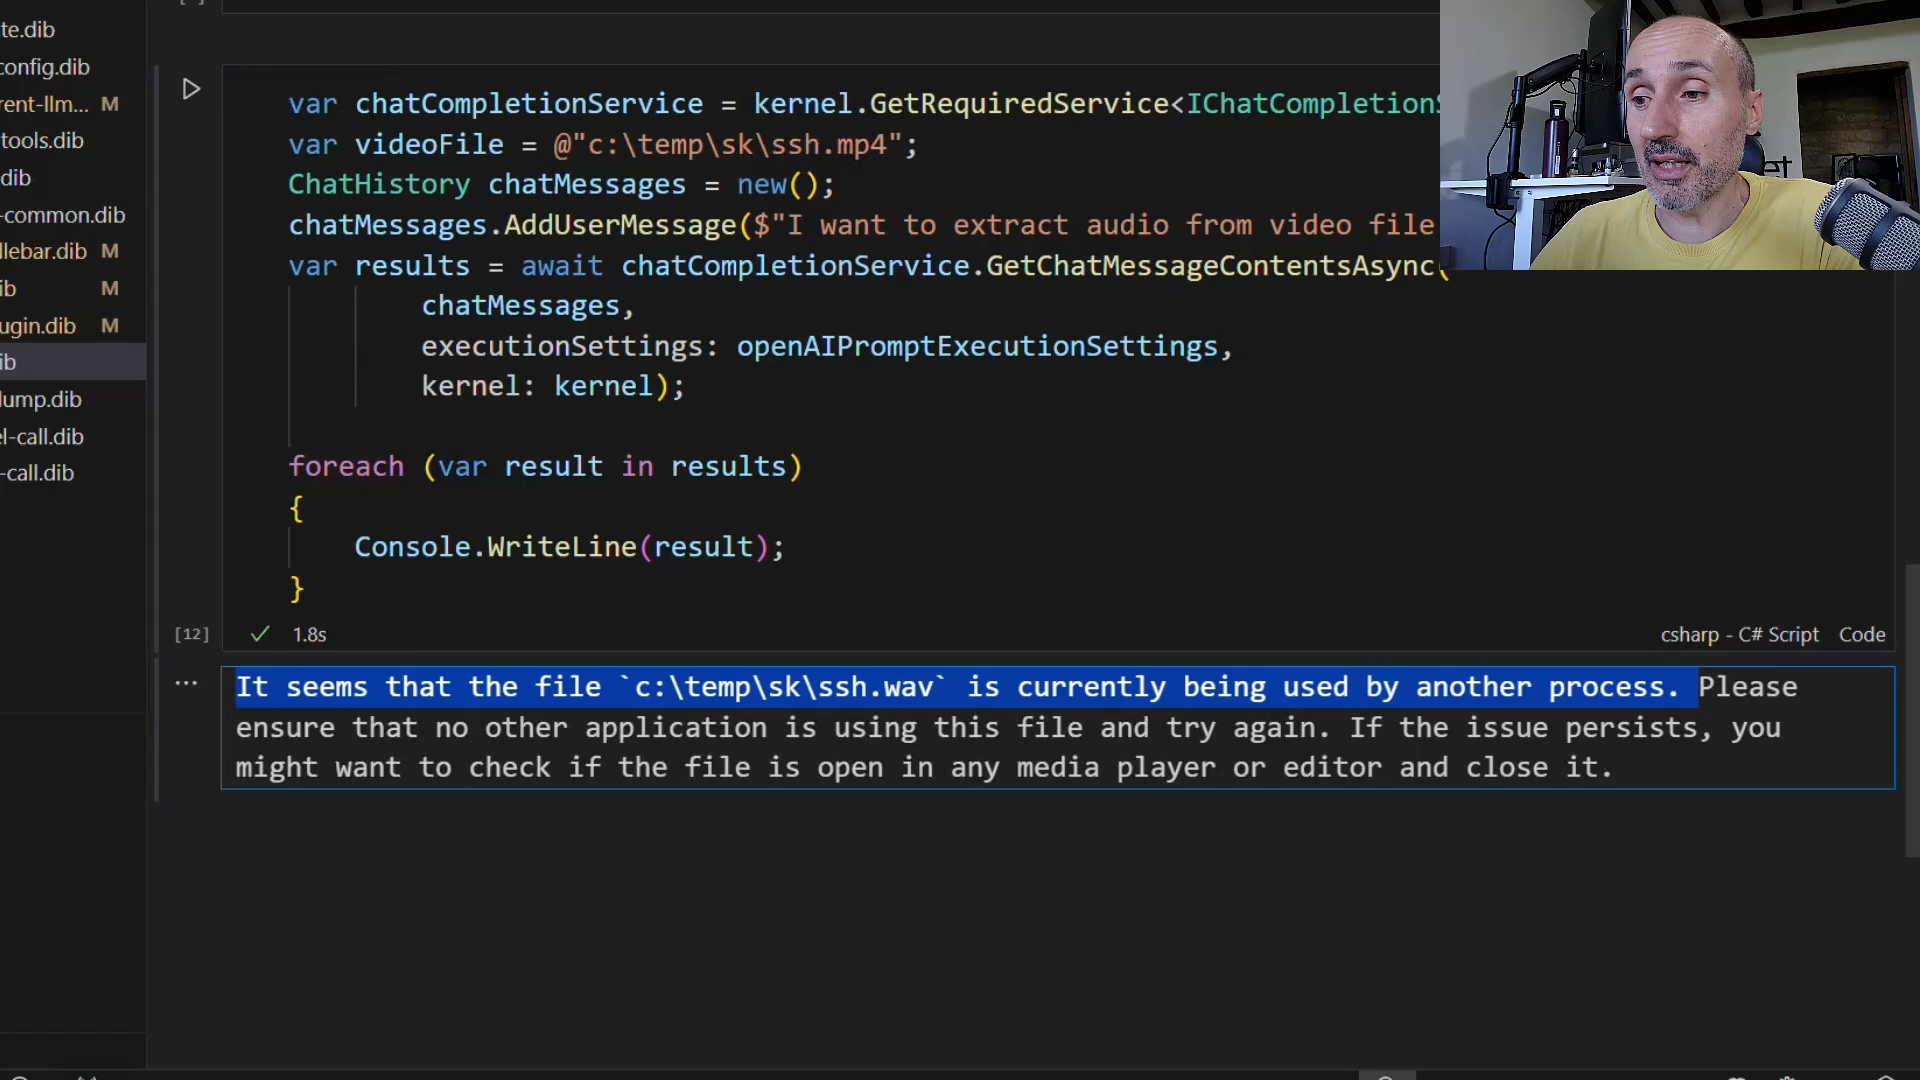 te.dib
config.dib
rent-llm... M
tools.dib
dib
-common.dib
llebar.dib M
ib M
ugin.dib M
ib
lump.dib
el-call.dib
-call.dib
var chatCompletionService = kernel.GetRequiredService<IChatCompletionS
var videoFile = @"c:\temp\sk\ssh.mp4";
ChatHistory chatMessages = new();
chatMessages.AddUserMessage($"I want to extract audio from video file
var results = await chatCompletionService.GetChatMessageContentsAsync(
chatMessages,
executionSettings: openAIPromptExecutionSettings,
kernel: kernel);
foreach (var result in results)
{
Console.WriteLine(result);
}
[12] 1.8s
csharp - C# Script Code
It seems that the file `c:\temp\sk\ssh.wav` is currently being used by another process. Please
ensure that no other application is using this file and try again. If the issue persists, you
might want to check if the file is open in any media player or editor and close it.